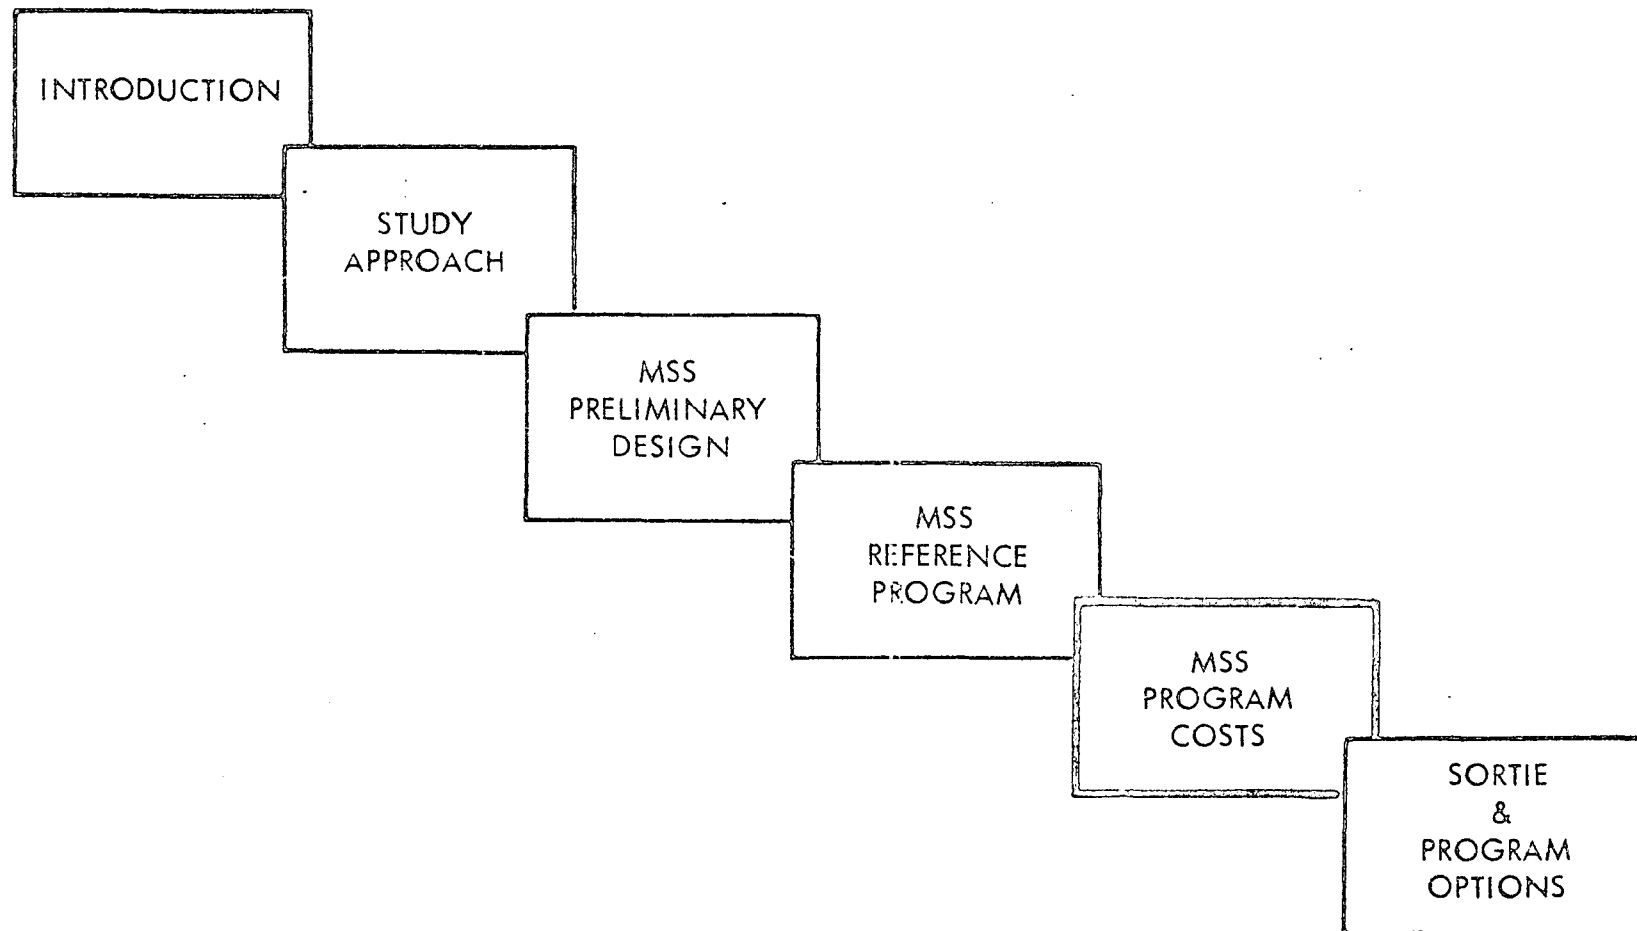 INTRODUCTION
STUDY
APPROACH
MSS
PRELIMINARY
DESIGN
MSS
REFERENCE
PROGRAM
MSS
PROGRAM
COSTS
SORTIE
&
PROGRAM
OPTIONS